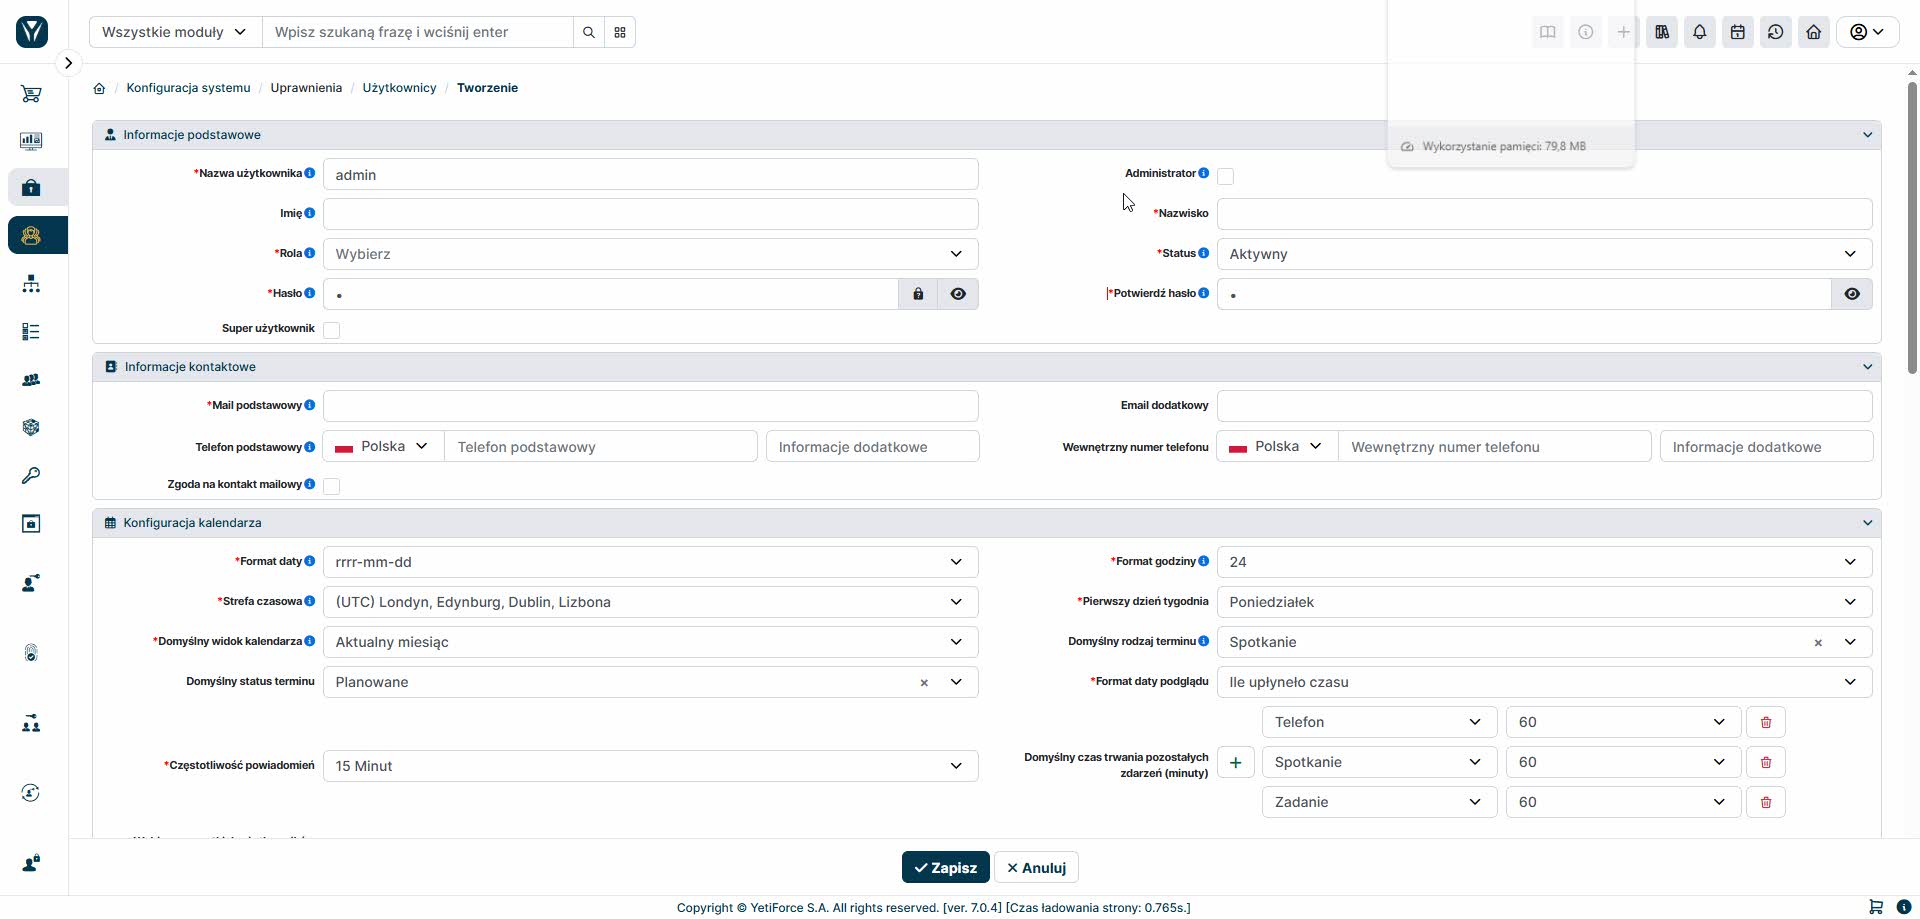 Wszystkie moduły Wpisz szukaną frazę i wciśnij enter
/ Konfiguracja systemu / Uprawnienia / Użytkownicy / Tworzenie
Wykorzystanie pamięci: 79,8 MB
Informacje podstawowe
*Nazwa użytkownika admin Administrator
Imię *Nazwisko
*Rola Wybierz *Status Aktywny
*Hasło • *Potwierdź hasło •
Super użytkownik
Informacje kontaktowe
*Mail podstawowy Email dodatkowy
Telefon podstawowy Polska Telefon podstawowy Informacje dodatkowe Wewnętrzny numer telefonu Polska Wewnętrzny numer telefonu Informacje dodatkowe
Zgoda na kontakt mailowy
Konfiguracja kalendarza
*Format daty rrrr-mm-dd *Format godziny 24
*Strefa czasowa (UTC) Londyn, Edynburg, Dublin, Lizbona *Pierwszy dzień tygodnia Poniedziałek
*Domyślny widok kalendarza Aktualny miesiąc Domyślny rodzaj terminu Spotkanie ×
Domyślny status terminu Planowane × *Format daty podglądu Ile upłyneło czasu
Telefon 60
*Częstotliwość powiadomień 15 Minut Domyślny czas trwania pozostałych
zdarzeń (minuty) + Spotkanie 60
Zadanie 60
Zapisz Anuluj
Copyright © YetiForce S.A. All rights reserved. [ver. 7.0.4] [Czas ładowania strony: 0.765s.]